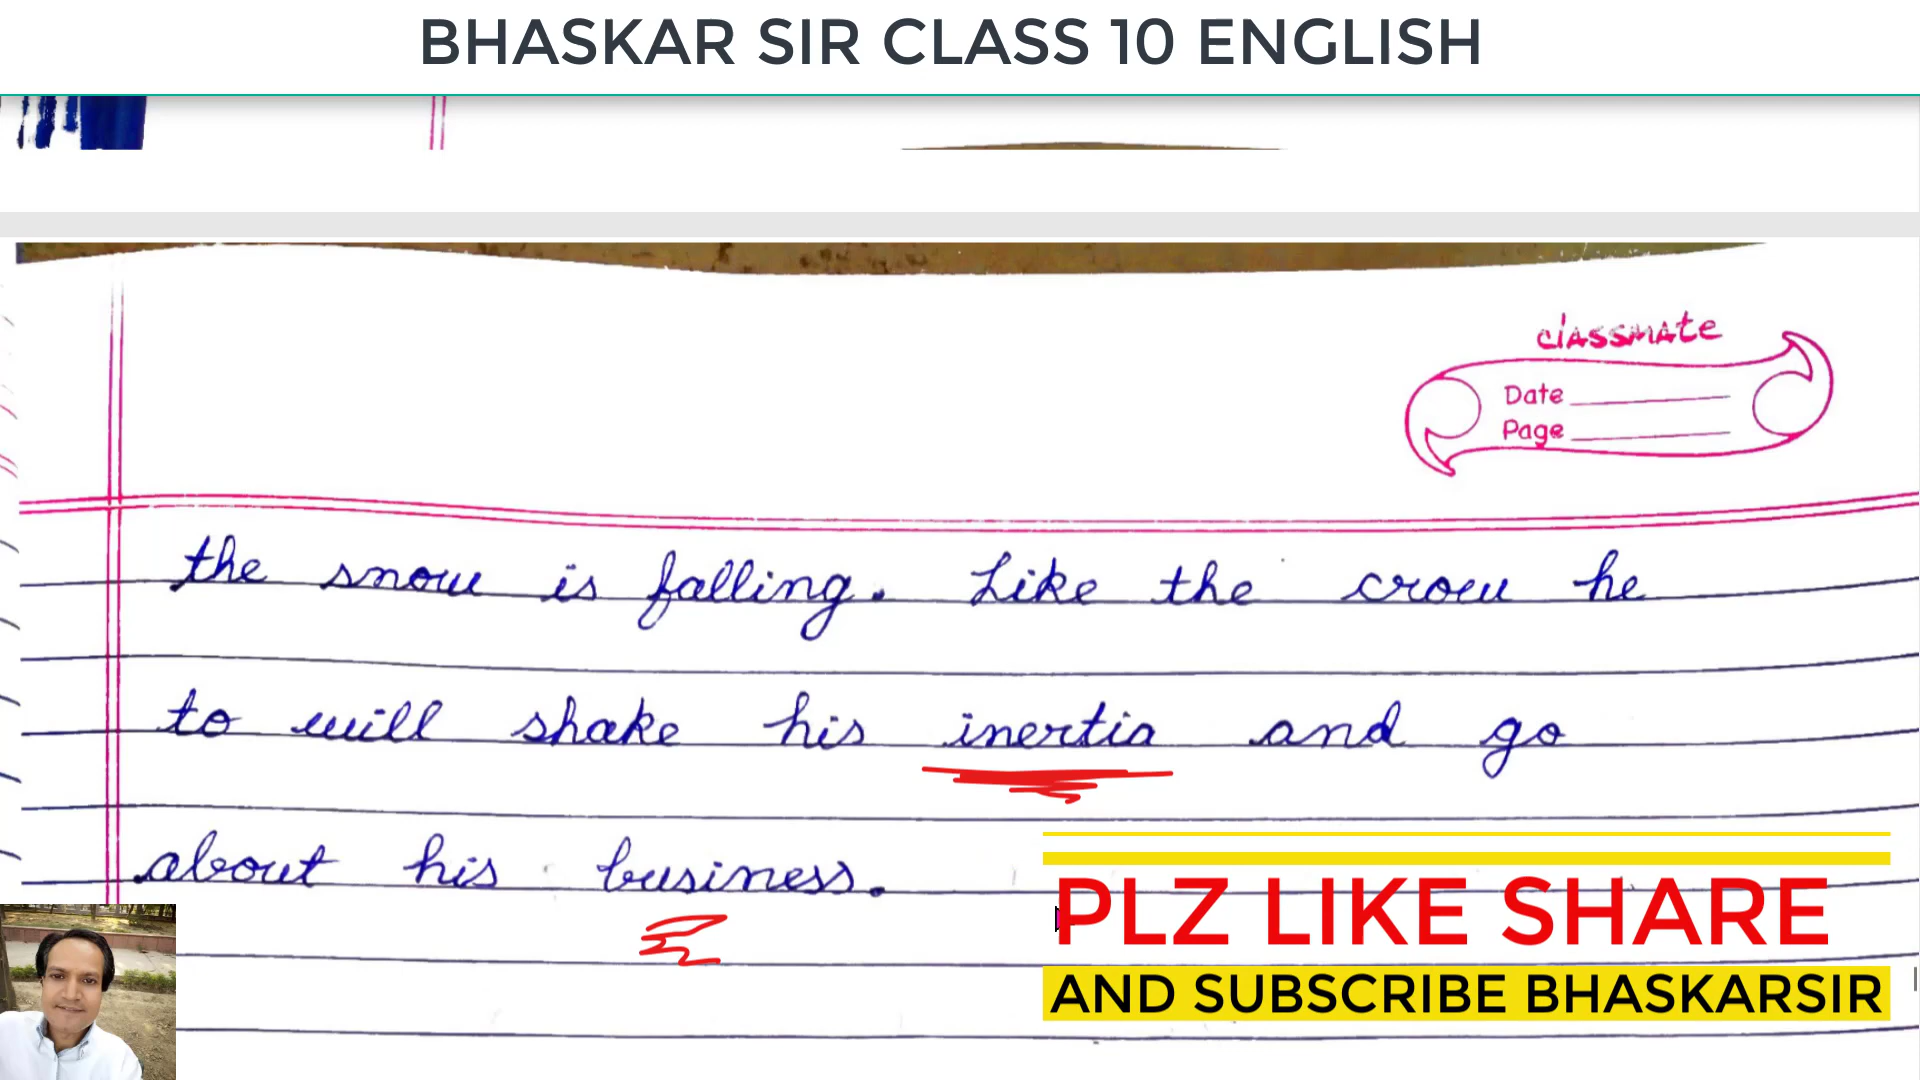 BHASKAR SIR CLASS 10 ENGLISH
classmate
Date
Page
the snow is falling. Like the crow he
to will shake his inertia and go
about his business.
PLZ LIKE SHARE
AND SUBSCRIBE BHASKARSIR